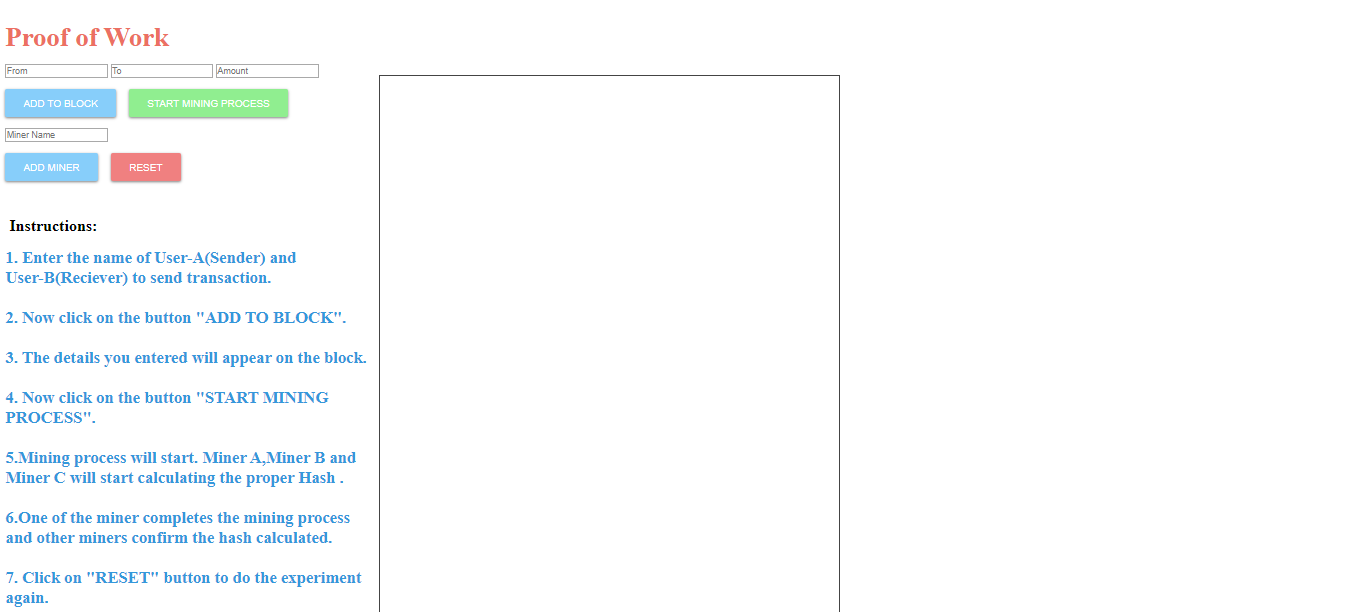 Proof of Work
From To Amount
ADD TO BLOCK START MINING PROCESS
Miner Name
ADD MINER RESET
Instructions:
1. Enter the name of User-A(Sender) and
User-B(Reciever) to send transaction.
2. Now click on the button "ADD TO BLOCK".
3. The details you entered will appear on the block.
4. Now click on the button "START MINING
PROCESS".
5.Mining process will start. Miner A,Miner B and
Miner C will start calculating the proper Hash .
6.One of the miner completes the mining process
and other miners confirm the hash calculated.
7. Click on "RESET" button to do the experiment
again.